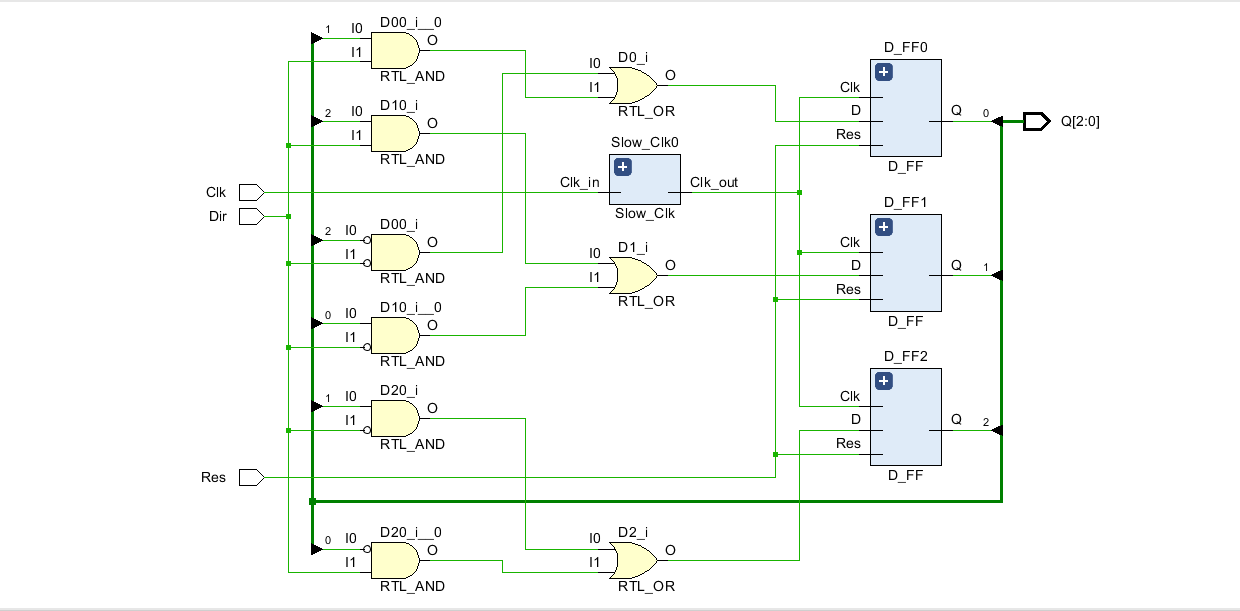 D00_i__0
1 I0 O
I1
RTL_AND
D10_i
2 I0 O
I1
RTL_AND
D00_i
2 I0 O
I1
RTL_AND
D10_i__0
0 I0 O
I1
RTL_AND
D20_i
1 I0 O
I1
RTL_AND
D20_i__0
0 I0 O
I1
RTL_AND
Clk
Dir
Res
D0_i
I0 O
I1
RTL_OR
Slow_Clk0
Clk_in Clk_out
Slow_Clk
D1_i
I0 O
I1
RTL_OR
D2_i
I0 O
I1
RTL_OR
D_FF0
Clk
D Q 0
Res
D_FF
D_FF1
Clk
D Q 1
Res
D_FF
D_FF2
Clk
D Q 2
Res
D_FF
Q[2:0]